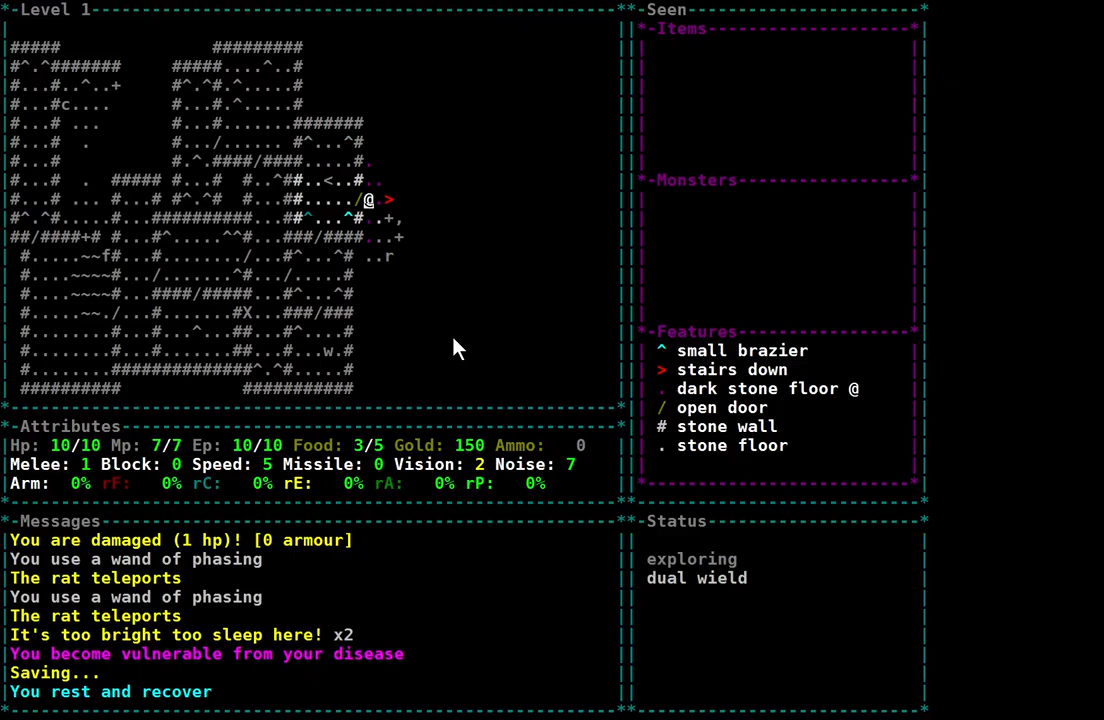 *-Level 1-----------------------------------------------------**-Seen-----------------------*
*-Items--------------------*
#####               #########
#^.^#######     #####....^..#
#...#..^..+     #^.^#.^.....#
#...#c....      #...#.^.....#
#...# ...       #...#.......#######
#...#   .       #.../...... #^...^#
#...#           #.^.####/####.....#.
#...#  .  ##### #...#  #..^##..<..#..     *-Monsters-----------------*
#...# ... #...# #^.^#  #...##...../@.>
#^.^#.....#...##########...##^...^#..+,
##/####+# #...#^.....^^#...###/####...+
#.....~~f#...#......../...#^...^# ..r
#....~~~~#.../.......^#.../.....#
#....~~~~#...####/#####...#^...^#
#.....~~./...#.......#X...###/###
#........#...#...^...##...#^....#     *-Features-----------------*
#........#...#.......##...#...w.#     ^ small brazier
#........##############^.^#.....#     > stairs down
##########            ###########     . dark stone floor @
*-------------------------------------------------------------*     / open door
*-Attributes--------------------------------------------------*     # stone wall
Hp: 10/10 Mp: 7/7 Ep: 10/10 Food: 3/5 Gold: 150 Ammo:   0     . stone floor
Melee: 1 Block: 0 Speed: 5 Missile: 0 Vision: 2 Noise: 7
Arm:  0% rF:   0% rC:   0% rE:   0% rA:   0% rP:   0%
*-Messages----------------------------------------------------**-Status---------------------*
You are damaged (1 hp)! [0 armour]
You use a wand of phasing     exploring
The rat teleports     dual wield
You use a wand of phasing
The rat teleports
It's too bright too sleep here! x2
You become vulnerable from your disease
Saving...
You rest and recover